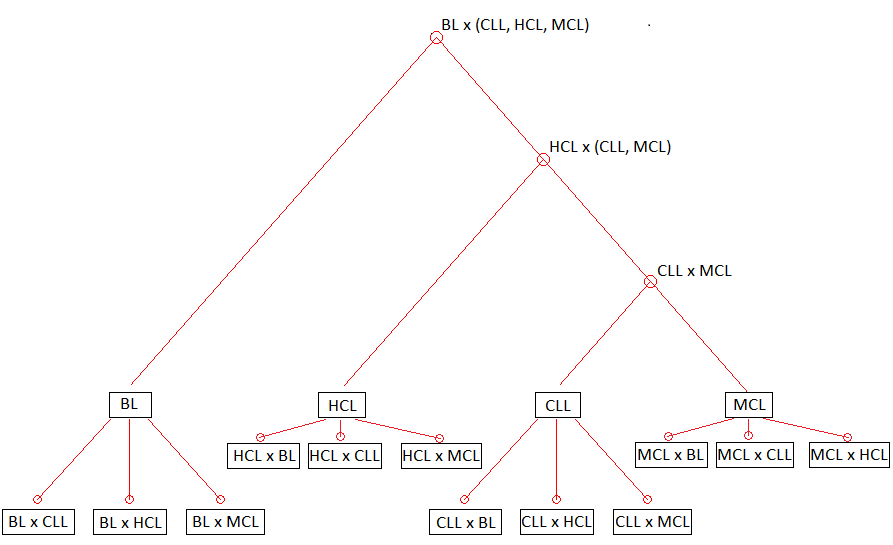 BL x (CLL, HCL, MCL)
HCL x (CLL, MCL)
CLL x MCL
BL
HCL
CLL
MCL
HCL x BL
HCL x CLL
HCL x MCL
MCL x BL
MCL x CLL
MCL x HCL
BL x CLL
BL x HCL
BL x MCL
CLL x BL
CLL x HCL
CLL x MCL